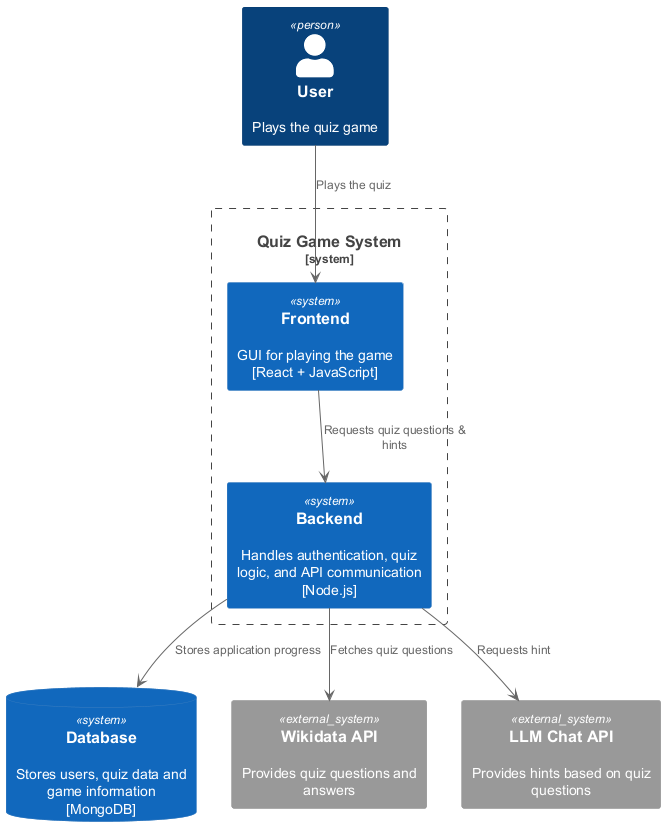 «person»
User
Plays the quiz game
Plays the quiz
Quiz Game System
[system]
«system»
Frontend
GUI for playing the game
[React + JavaScript]
Requests quiz questions &
hints
«system»
Backend
Handles authentication, quiz
logic, and API communication
[Node.js]
Stores application progress
Fetches quiz questions
Requests hint
«system»
Database
Stores users, quiz data and
game information
[MongoDB]
«external_system»
Wikidata API
Provides quiz questions and
answers
«external_system»
LLM Chat API
Provides hints based on quiz
questions